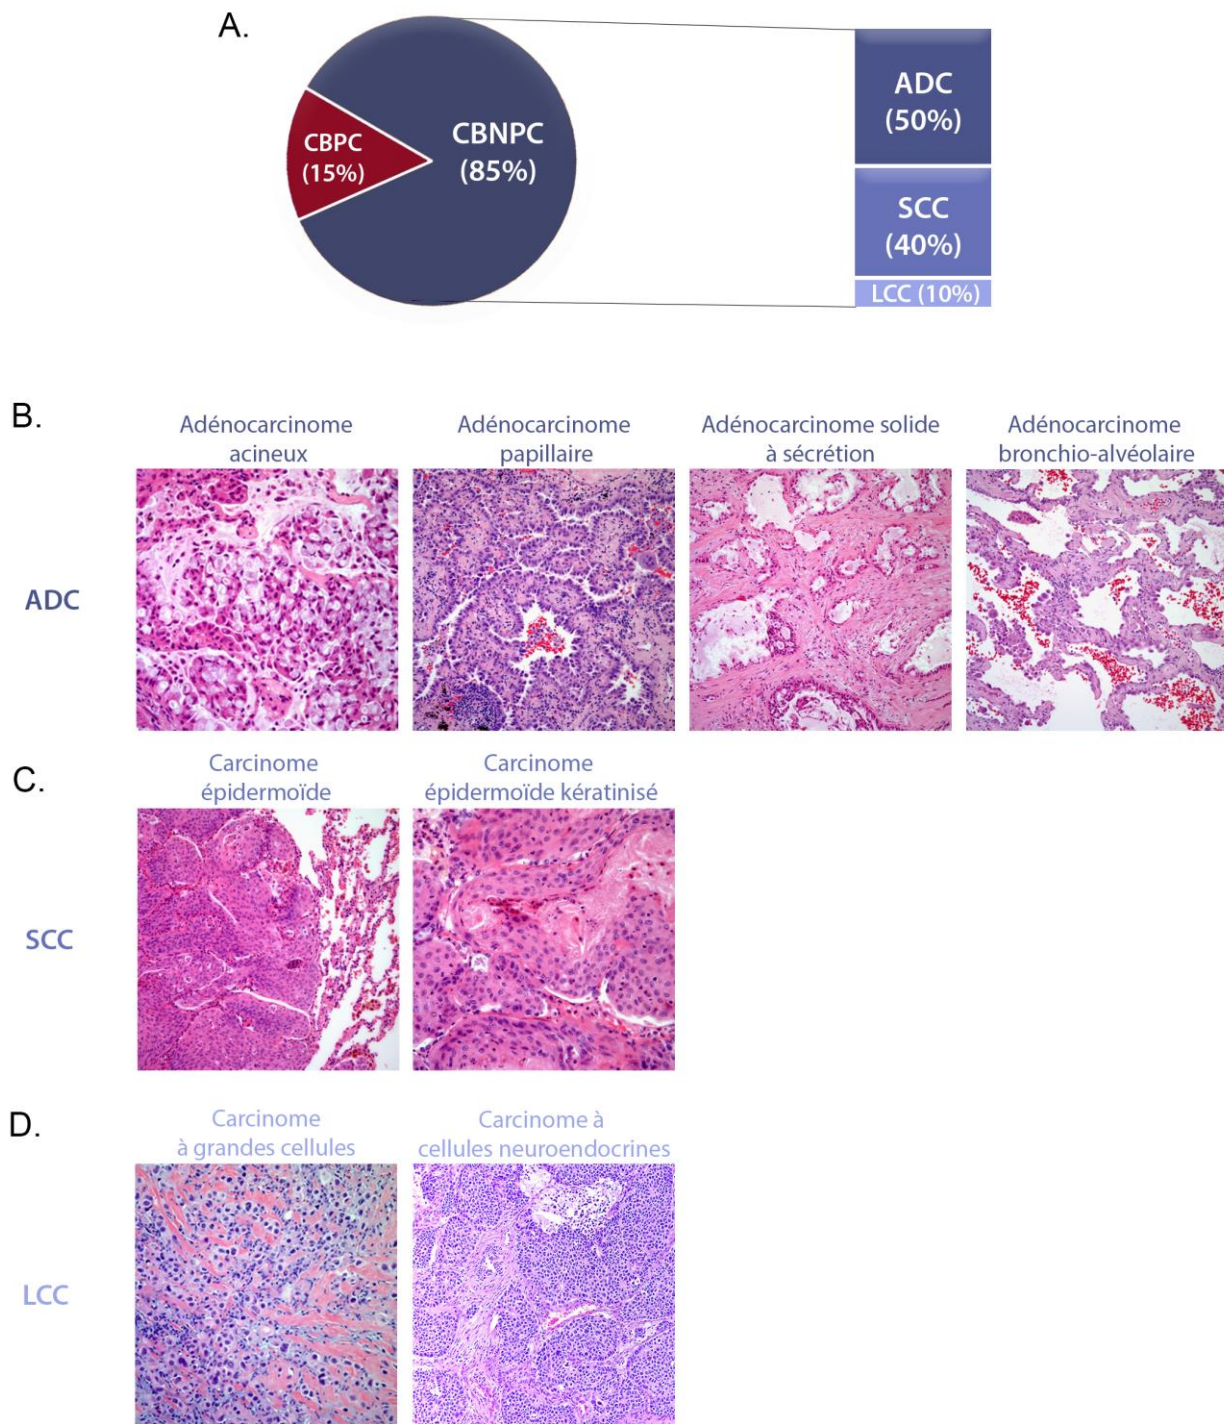 A.
CBPC
(15%)
CBNPC
(85%)
ADC
(50%)
SCC
(40%)
LCC (10%)
B.
Adénocarcinome
acineux
Adénocarcinome
papillaire
Adénocarcinome solide
à sécrétion
Adénocarcinome
bronchio-alvéolaire
ADC
C.
Carcinome
épidermoïde
Carcinome
épidermoïde kératinisé
SCC
D.
Carcinome
à grandes cellules
Carcinome à
cellules neuroendocrines
LCC